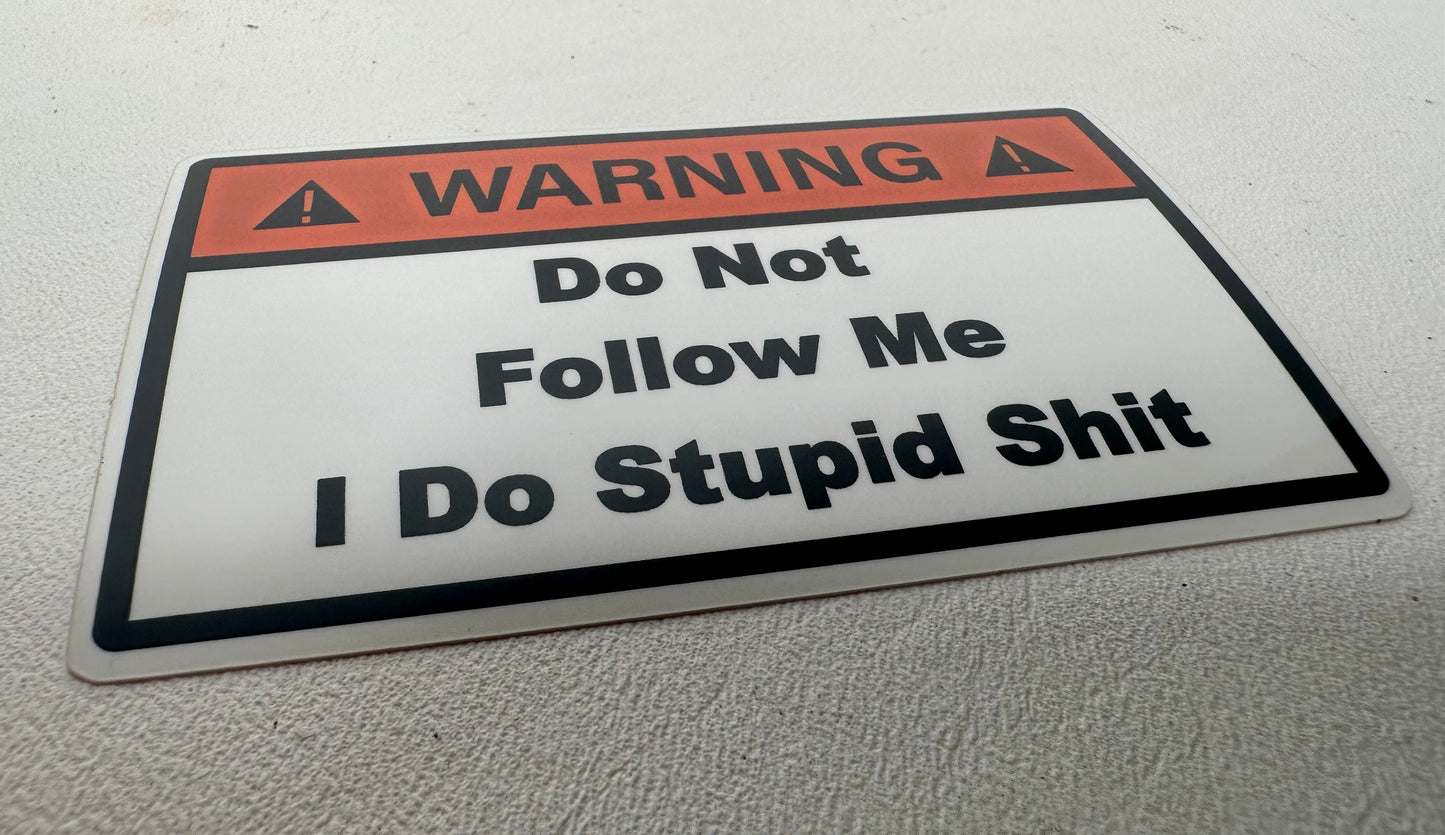 WARNING
Do Not
Follow Me
I Do Stupid Shit